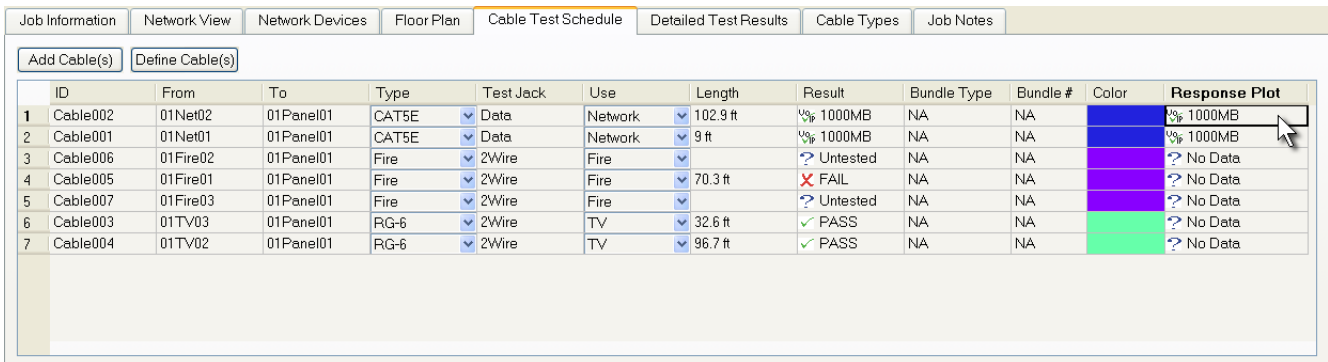 Job Information Network View Network Devices Floor Plan Cable Test Schedule Detailed Test Results Cable Types Job Notes
Add Cable(s) Define Cable(s)
ID From To Type Test Jack Use Length Result Bundle Type Bundle # Color Response Plot
1 Cable002 01Net02 01Panel01 CAT5E Data Network 102.9 ft 1000MB NA NA 1000MB
2 Cable001 01Net01 01Panel01 CAT5E Data Network 9 ft 1000MB NA NA 1000MB
3 Cable006 01Fire02 01Panel01 Fire 2Wire Fire ? Untested NA NA ? No Data
4 Cable005 01Fire01 01Panel01 Fire 2Wire Fire 70.3 ft FAIL NA NA ? No Data
5 Cable007 01Fire03 01Panel01 Fire 2Wire Fire ? Untested NA NA ? No Data
6 Cable003 01TV03 01Panel01 RG-6 2Wire TV 32.6 ft PASS NA NA ? No Data
7 Cable004 01TV02 01Panel01 RG-6 2Wire TV 96.7 ft PASS NA NA ? No Data